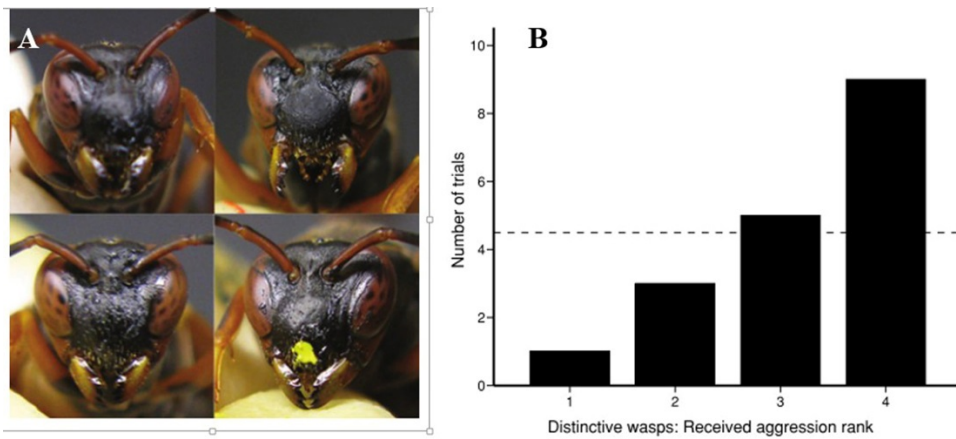 A
B
Number of trials
10
8
6
4
2
0
1 2 3 4
Distinctive wasps: Received aggression rank